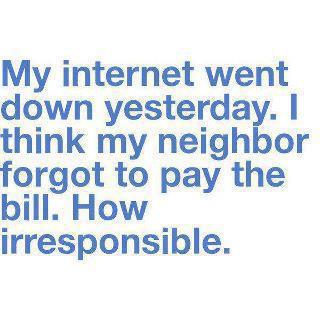 My internet went
down yesterday. I
think my neighbor
forgot to pay the
bill. How
irresponsible.